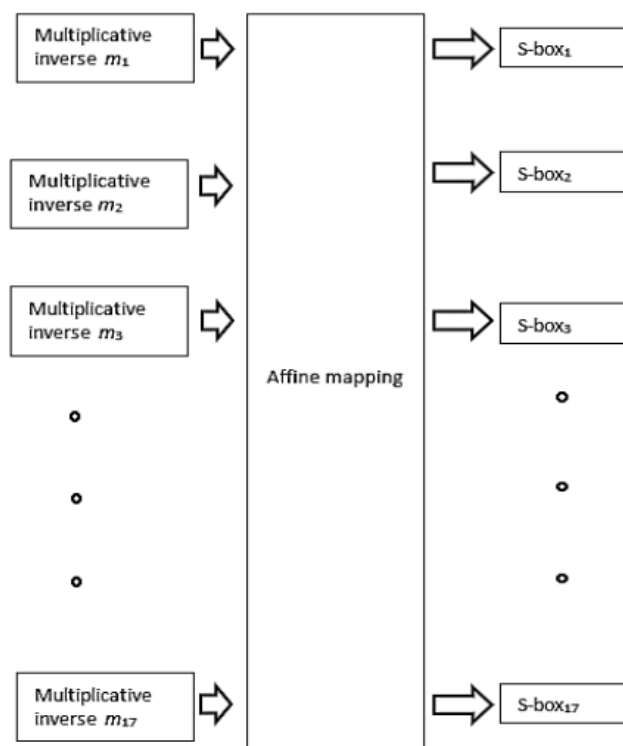 Multiplicative
inverse m₁
S-box₁
Multiplicative
inverse m₂
S-box₂
Multiplicative
inverse m₃
S-box₃
Affine mapping
Multiplicative
inverse m₁₇
S-box₁₇